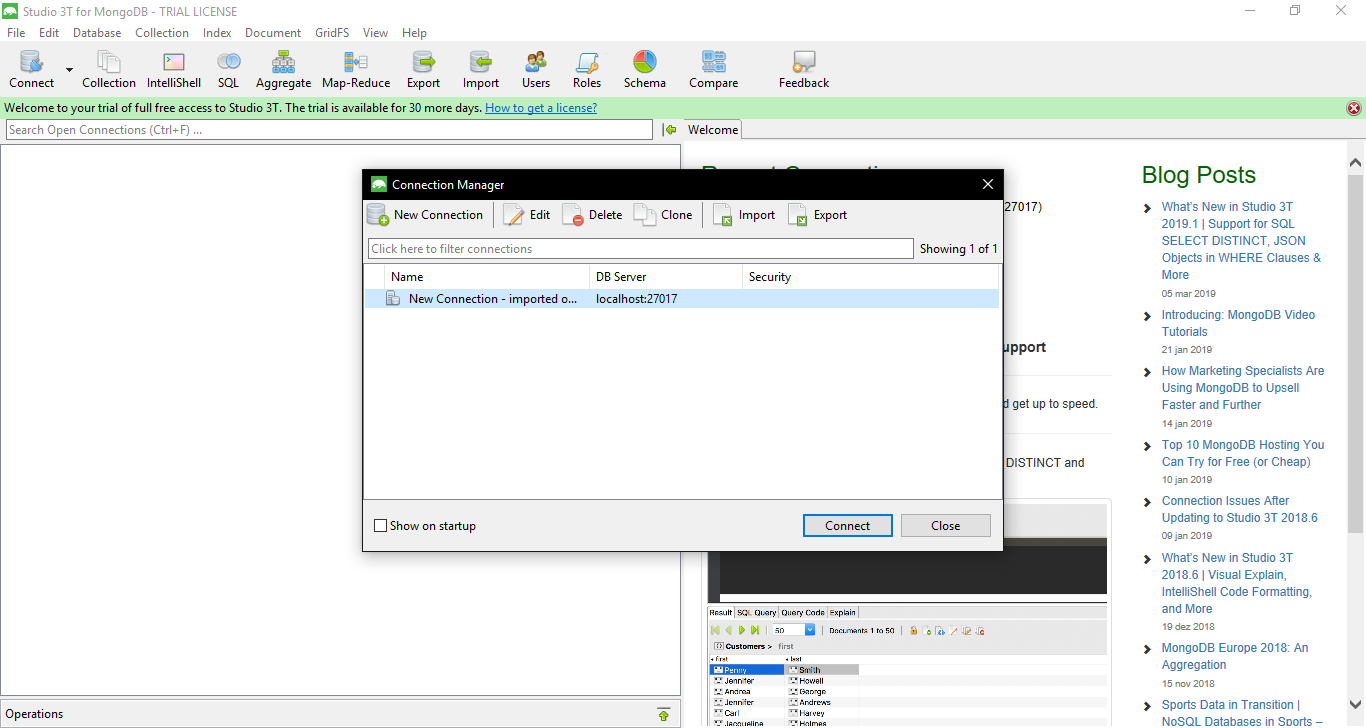 Studio 3T for MongoDB - TRIAL LICENSE
File Edit Database Collection Index Document GridFS View Help
Connect Collection IntelliShell SQL Aggregate Map-Reduce Export Import Users Roles Schema Compare Feedback
Welcome to your trial of full free access to Studio 3T. The trial is available for 30 more days. How to get a license?
Search Open Connections (Ctrl+F) ...
Welcome
Connection Manager
New Connection Edit Delete Clone Import Export
Click here to filter connections
Showing 1 of 1
Name DB Server Security
New Connection - imported o... localhost:27017
Show on startup
Connect Close
27017)
upport
d get up to speed.
DISTINCT and
Result SQL Query Query Code Explain
50 Documents 1 to 50
Customers > first
first last
Penny Smith
Jennifer Howell
Andrea George
Jennifer Andrews
Carl Harvey
Jacqueline Holmes
Blog Posts
What's New in Studio 3T
2019.1 | Support for SQL
SELECT DISTINCT, JSON
Objects in WHERE Clauses &
More
05 mar 2019
Introducing: MongoDB Video
Tutorials
21 jan 2019
How Marketing Specialists Are
Using MongoDB to Upsell
Faster and Further
14 jan 2019
Top 10 MongoDB Hosting You
Can Try for Free (or Cheap)
10 jan 2019
Connection Issues After
Updating to Studio 3T 2018.6
09 jan 2019
What's New in Studio 3T
2018.6 | Visual Explain,
IntelliShell Code Formatting,
and More
19 dez 2018
MongoDB Europe 2018: An
Aggregation
15 nov 2018
Sports Data in Transition |
NoSQL Databases in Sports –
Operations